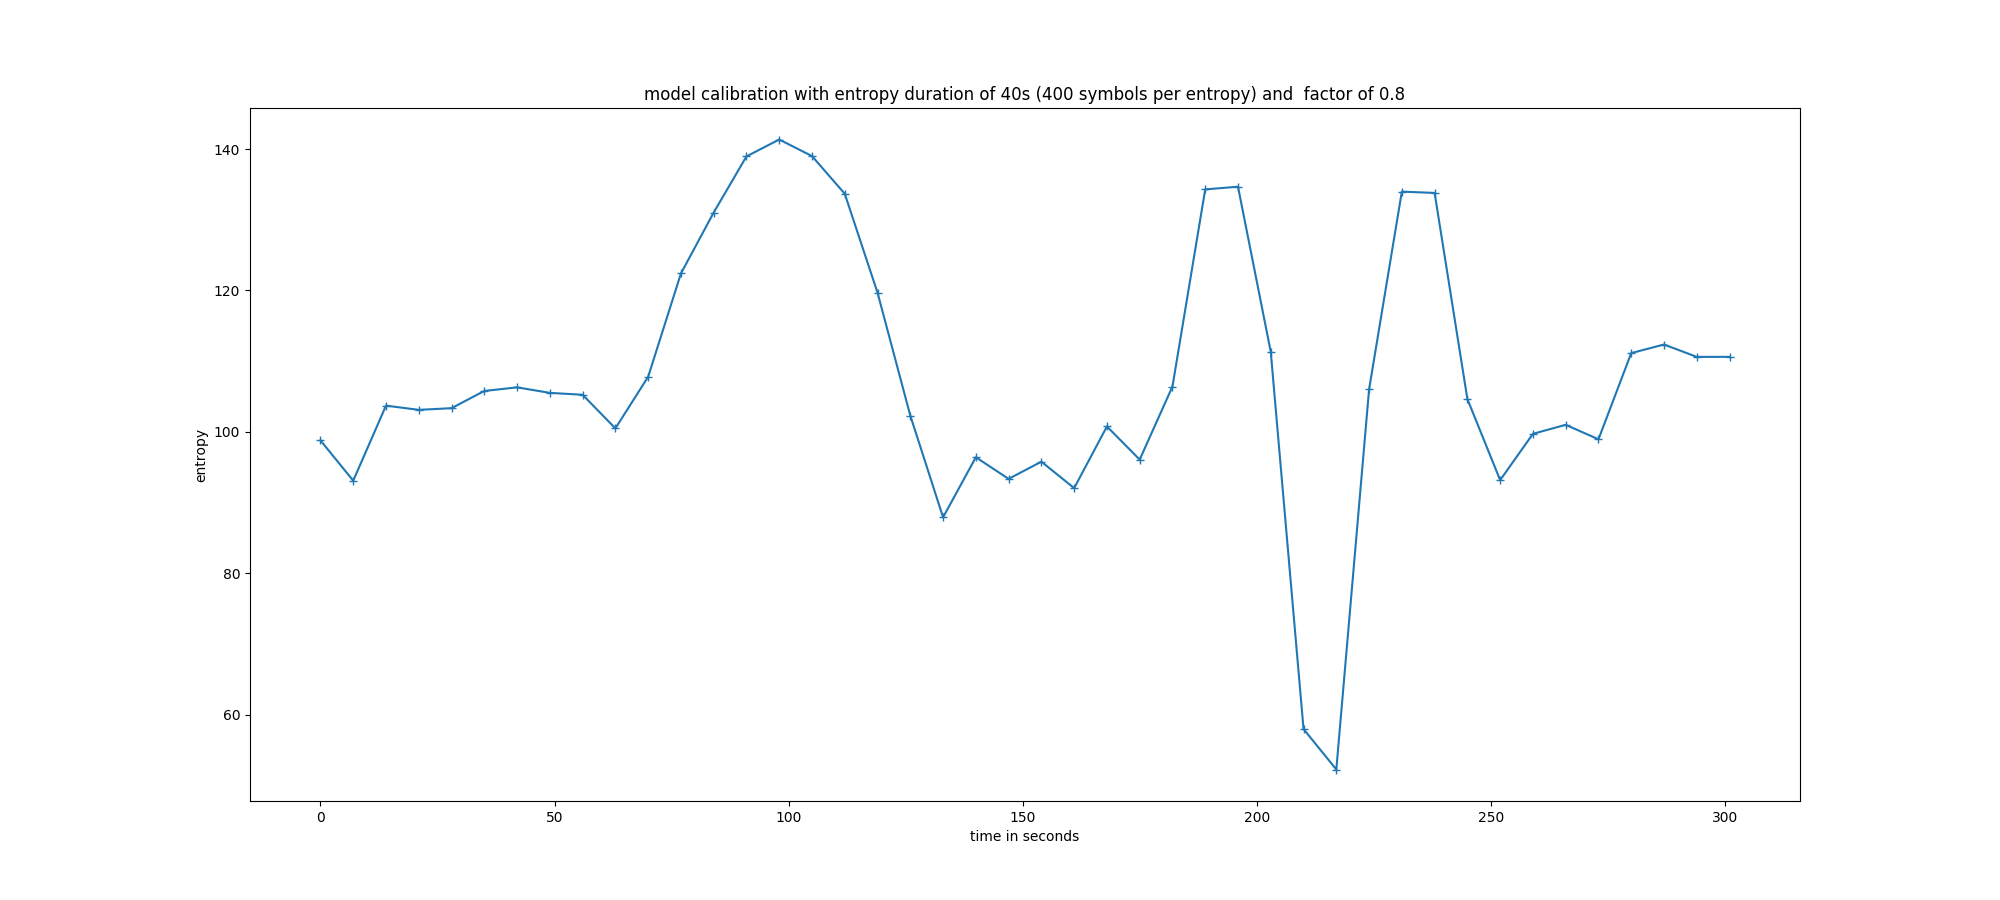 model calibration with entropy duration of 40s (400 symbols per entropy) and  factor of 0.8
140
120
100
80
60
entropy
0 50 100 150 200 250 300
time in seconds